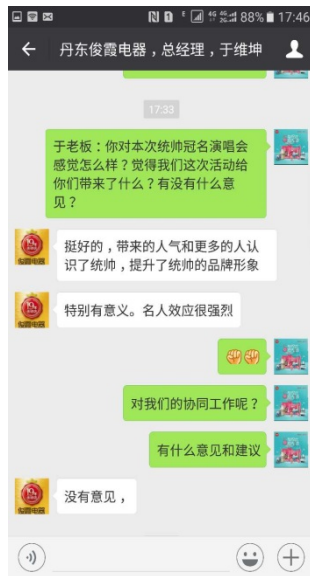 88% 17:46
丹东俊霞电器，总经理，于维坤
17:33
于老板：你对本次统帅冠名演唱会
感觉怎么样？觉得我们这次活动给
你们带来了什么？有没有什么意
见？
挺好的，带来的人气和更多的人认
识了统帅，提升了统帅的品牌形象
特别有意义。名人效应很强烈
对我们的协同工作呢？
有什么意见和建议
没有意见，